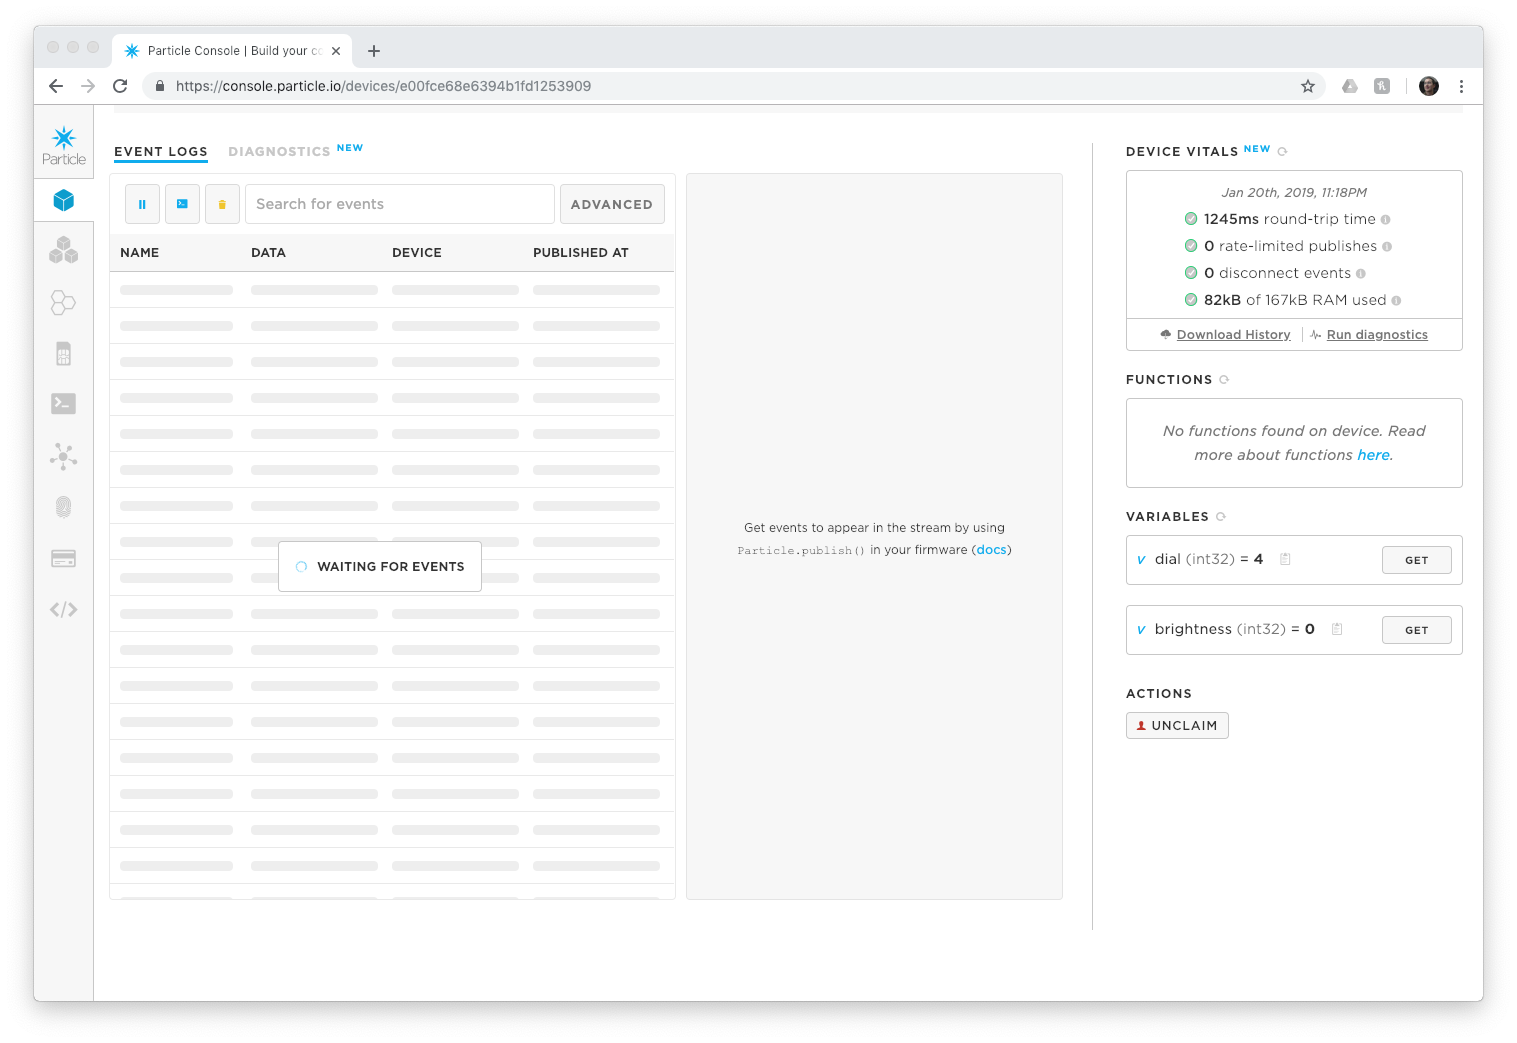 Particle Console | Build your co
https://console.particle.io/devices/e00fce68e6394b1fd1253909
Particle
EVENT LOGS
DIAGNOSTICS NEW
Search for events
ADVANCED
NAME DATA DEVICE PUBLISHED AT
WAITING FOR EVENTS
Get events to appear in the stream by using
Particle.publish() in your firmware (docs)
DEVICE VITALS NEW
Jan 20th, 2019, 11:18PM
1245ms round-trip time
0 rate-limited publishes
0 disconnect events
82kB of 167kB RAM used
Download History
Run diagnostics
FUNCTIONS
No functions found on device. Read
more about functions here.
VARIABLES
v dial (int32) = 4
GET
v brightness (int32) = 0
GET
ACTIONS
UNCLAIM